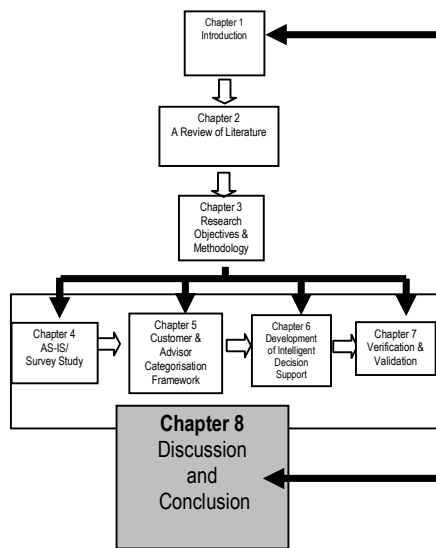 Chapter 1
Introduction
Chapter 2
A Review of Literature
Chapter 3
Research
Objectives &
Methodology
Chapter 4
AS-IS/
Survey Study
Chapter 5
Customer &
Advisor
Categorisation
Framework
Chapter 6
Development
of Intelligent
Decision
Support
Chapter 7
Verification &
Validation
Chapter 8
Discussion
and
Conclusion